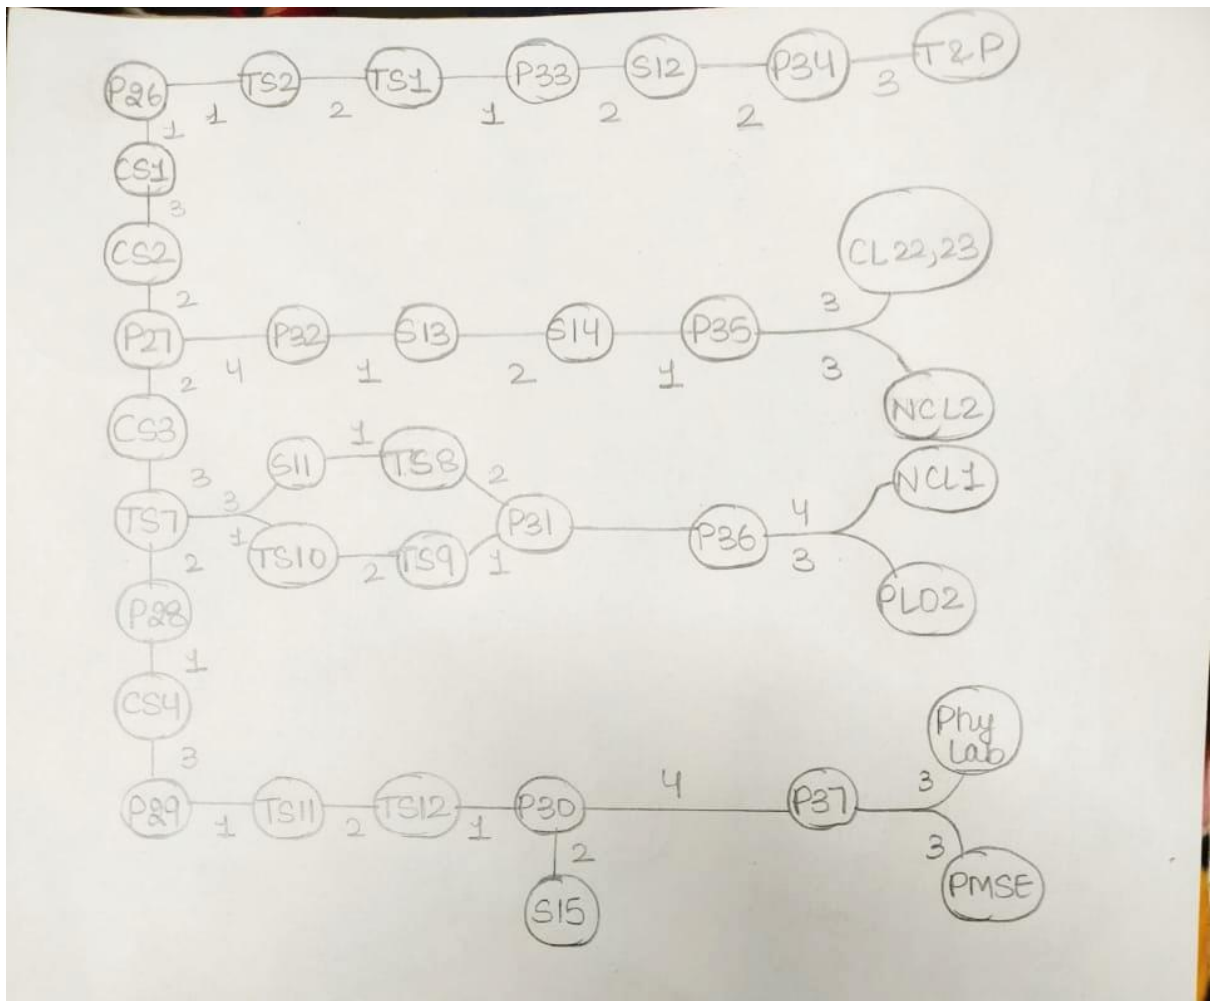 P26 TS2 TS1 P33 S12 P34 T&P
1 2 1 2 2 3
1
CS1
3
CS2
CL22,23
2
3
P27 P32 S13 S14 P35
4 1 2 1 3
2
NCL2
CS3
1
S11 TS8
3
2
NCL1
3
4
TS7 P31 P36
1
TS10 2 TS9 1 3
2
PL02
P28
1
CS4
Phy
Lab
3
4
3
P29 TS11 TS12 P30 P37
1 2 1
2
3
PMSE
S15